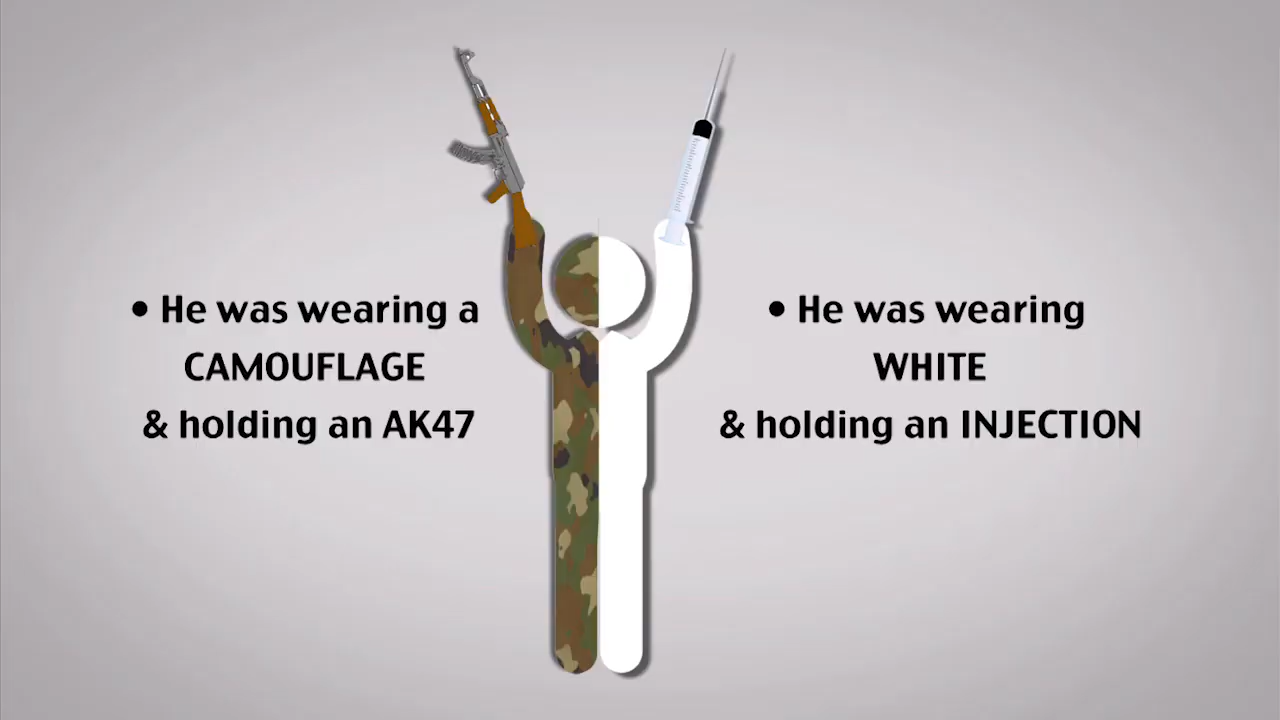 • He was wearing a
CAMOUFLAGE
& holding an AK47
• He was wearing
WHITE
& holding an INJECTION